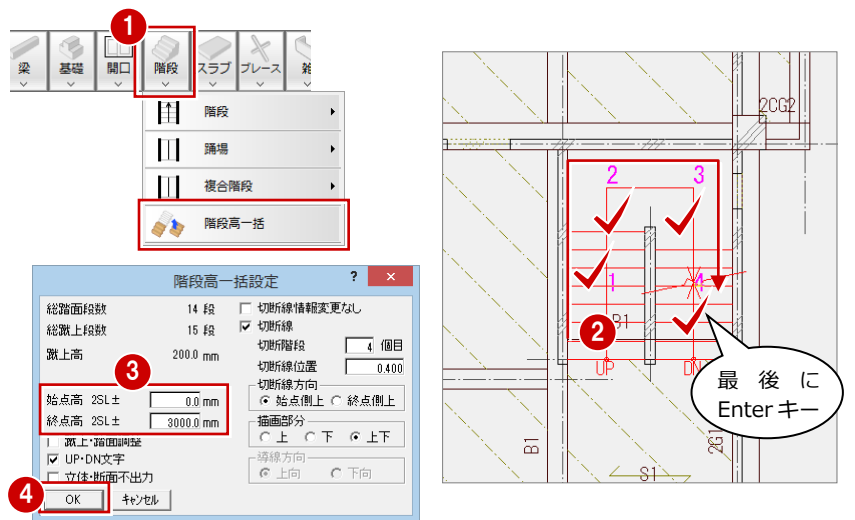 1
梁 基礎 開口 階段 スラブ ブレース 雑
階段
踊場
複合階段
階段高一括
階段高一括設定 ? ×
総踏面段数 14 段
総蹴上段数 15 段
蹴上高 200.0 mm
3
始点高 2SL± 0.0 mm
終点高 2SL± 3000.0 mm
蹴上・踏面調整
UP・DN文字
立体・断面不出力
4
OK キャンセル
切断線情報変更なし
切断線
切断階段 4 個目
切断線位置 0.400
切断線方向
始点側上 終点側上
描画部分
上 下 上下
導線方向
上向 下向
2CG2
2 3
1 4
2 B1
UP DN
最後に
Enter キー
B1 2G1
S1